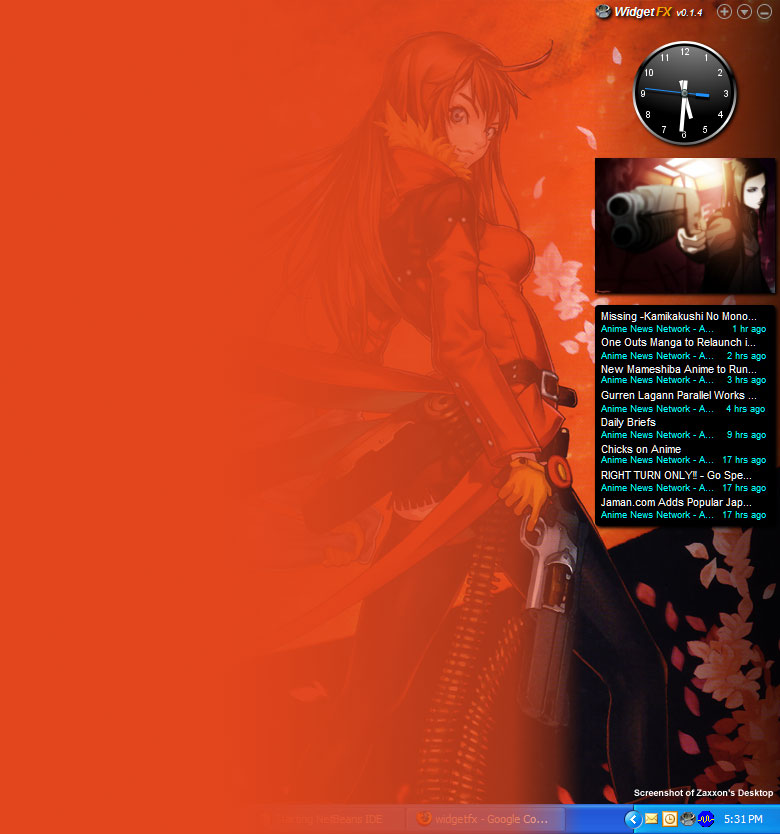 WidgetFX v0.1.4
12
11 1
10 2
9 3
8 4
7 5
6
Missing -Kamikakushi No Mono...
Anime News Network - A... 1 hr ago
One Outs Manga to Relaunch i...
Anime News Network - A... 2 hrs ago
New Mameshiba Anime to Run...
Anime News Network - A... 3 hrs ago
Gurren Lagann Parallel Works ...
Anime News Network - A... 4 hrs ago
Daily Briefs
Anime News Network - A... 9 hrs ago
Chicks on Anime
Anime News Network - A... 17 hrs ago
RIGHT TURN ONLY!! - Go Spe...
Anime News Network - A... 17 hrs ago
Jaman.com Adds Popular Jap...
Anime News Network - A... 17 hrs ago
Screenshot of Zaxxon's Desktop
Training NetBeans IDE widgetfx - Google Co... 5:31 PM